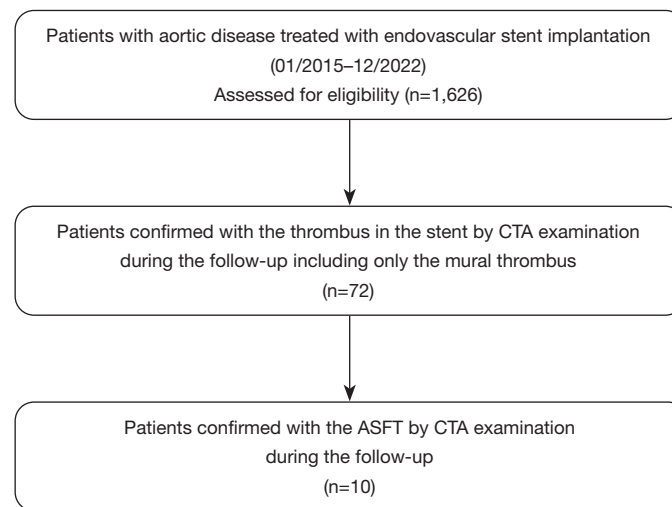 Patients with aortic disease treated with endovascular stent implantation
(01/2015–12/2022)
Assessed for eligibility (n=1,626)
Patients confirmed with the thrombus in the stent by CTA examination
during the follow-up including only the mural thrombus
(n=72)
Patients confirmed with the ASFT by CTA examination
during the follow-up
(n=10)